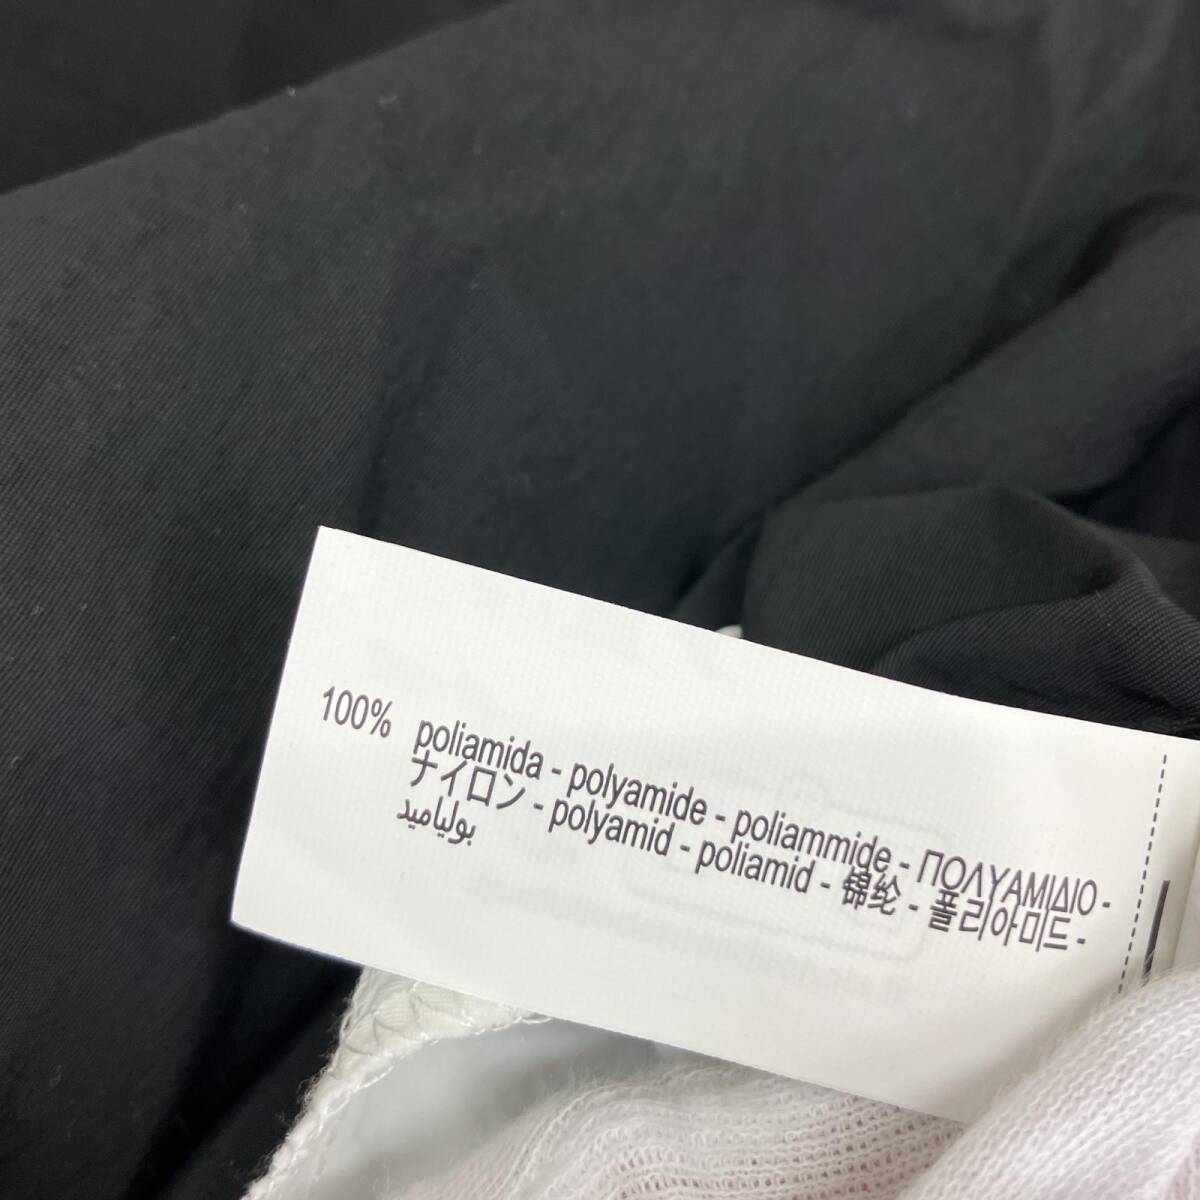 100% poliamida - polyamide - poliammide - ΠΟΛΥΑΜΙΔΙΟ -
ナイロン - polyamid - poliamid - 锦纶 - 폴리아미드 -
بولياميد